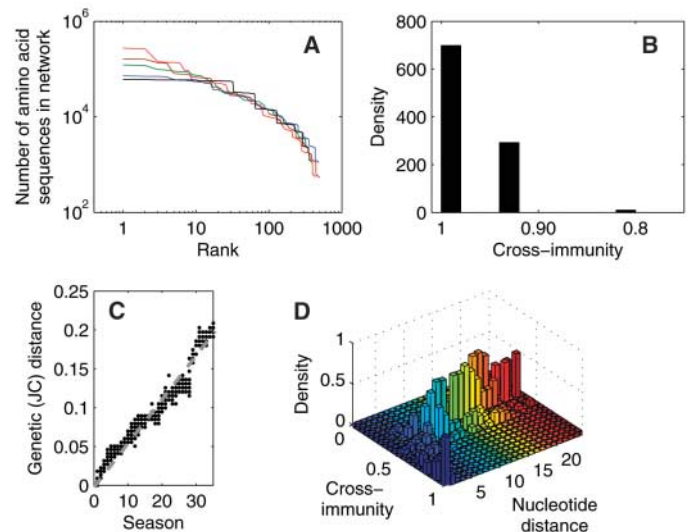 A
Number of amino acid
sequences in network
10^6
10^4
10^2
1
10
100
1000
Rank
B
Density
800
600
400
200
0
1
0.90
0.8
Cross−immunity
C
Genetic (JC) distance
0.25
0.2
0.15
0.1
0.05
0
0
10
20
30
Season
D
Density
1
0.5
0
0
0.5
1
Cross−
immunity
5
10
15
20
Nucleotide
distance